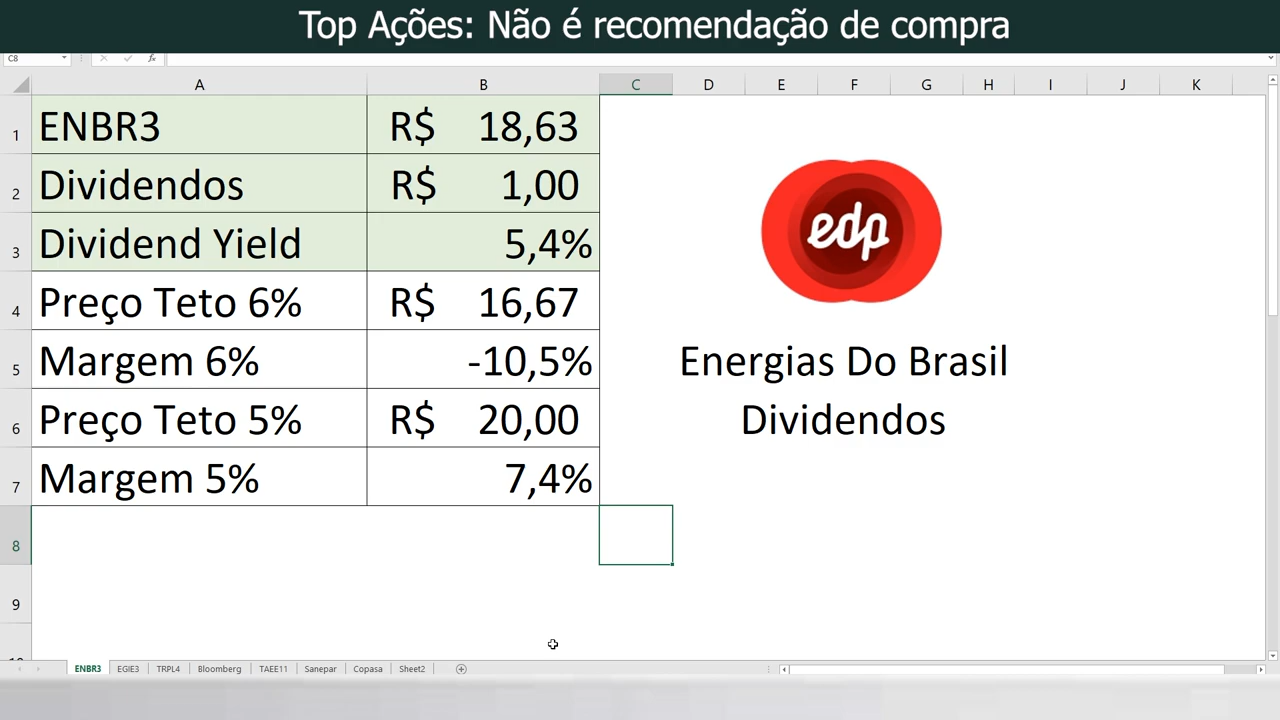 Top Ações: Não é recomendação de compra
C8
fx
A B C D E F G H I J K
1 ENBR3 R$ 18,63
2 Dividendos R$ 1,00
3 Dividend Yield 5,4%
4 Preço Teto 6% R$ 16,67
5 Margem 6% -10,5%
6 Preço Teto 5% R$ 20,00
7 Margem 5% 7,4%
8
9
edp
Energias Do Brasil
Dividendos
ENBR3 EGIE3 TRPL4 Bloomberg TAEE11 Sanepar Copasa Sheet2